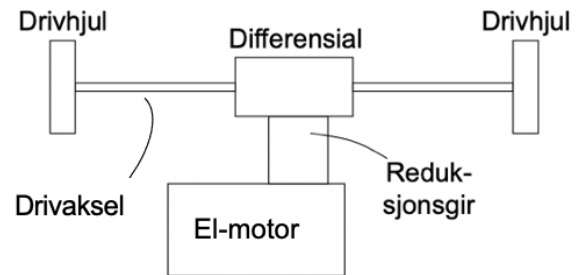 Drivhjul
Differensial
Drivhjul
Drivaksel
Reduk-
sjonsgir
El-motor